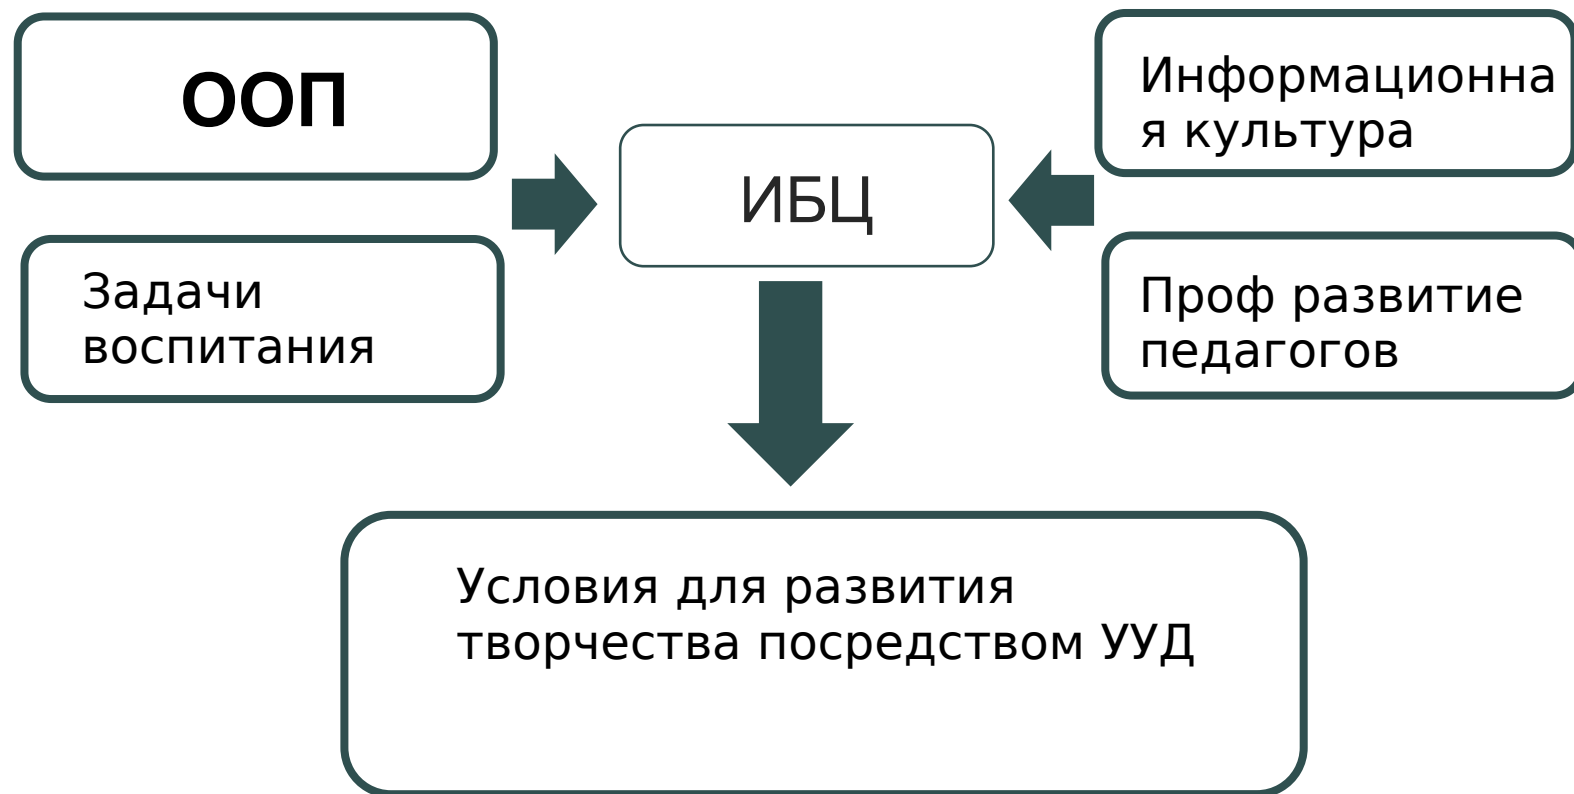 ООП
Задачи
воспитания
ИБЦ
Информационна
я культура
Проф развитие
педагогов
Условия для развития
творчества посредством УУД